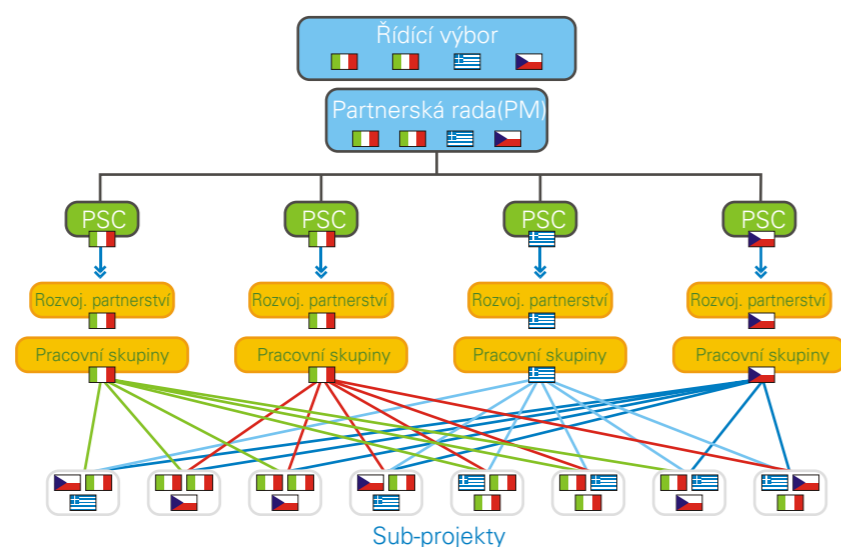 Řídící výbor
Partnerská rada(PM)
PSC
PSC
PSC
PSC
Rozvoj. partnerství
Rozvoj. partnerství
Rozvoj. partnerství
Rozvoj. partnerství
Pracovní skupiny
Pracovní skupiny
Pracovní skupiny
Pracovní skupiny
Sub-projekty